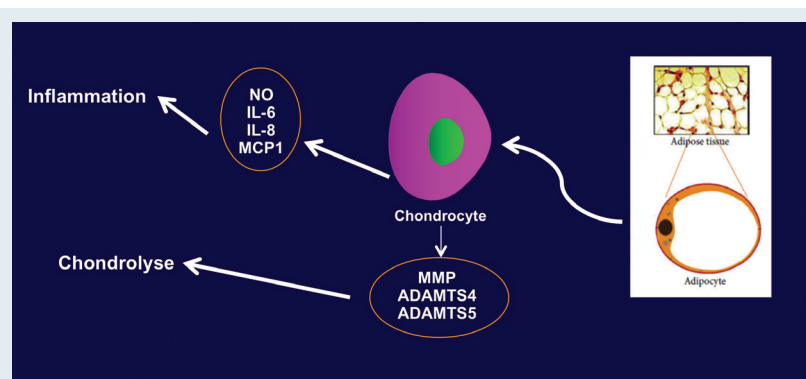 Inflammation
NO
IL-6
IL-8
MCP1
Adipose tissue
Chondrocyte
Chondrolyse
MMP
ADAMTS4
ADAMTS5
Adipocyte